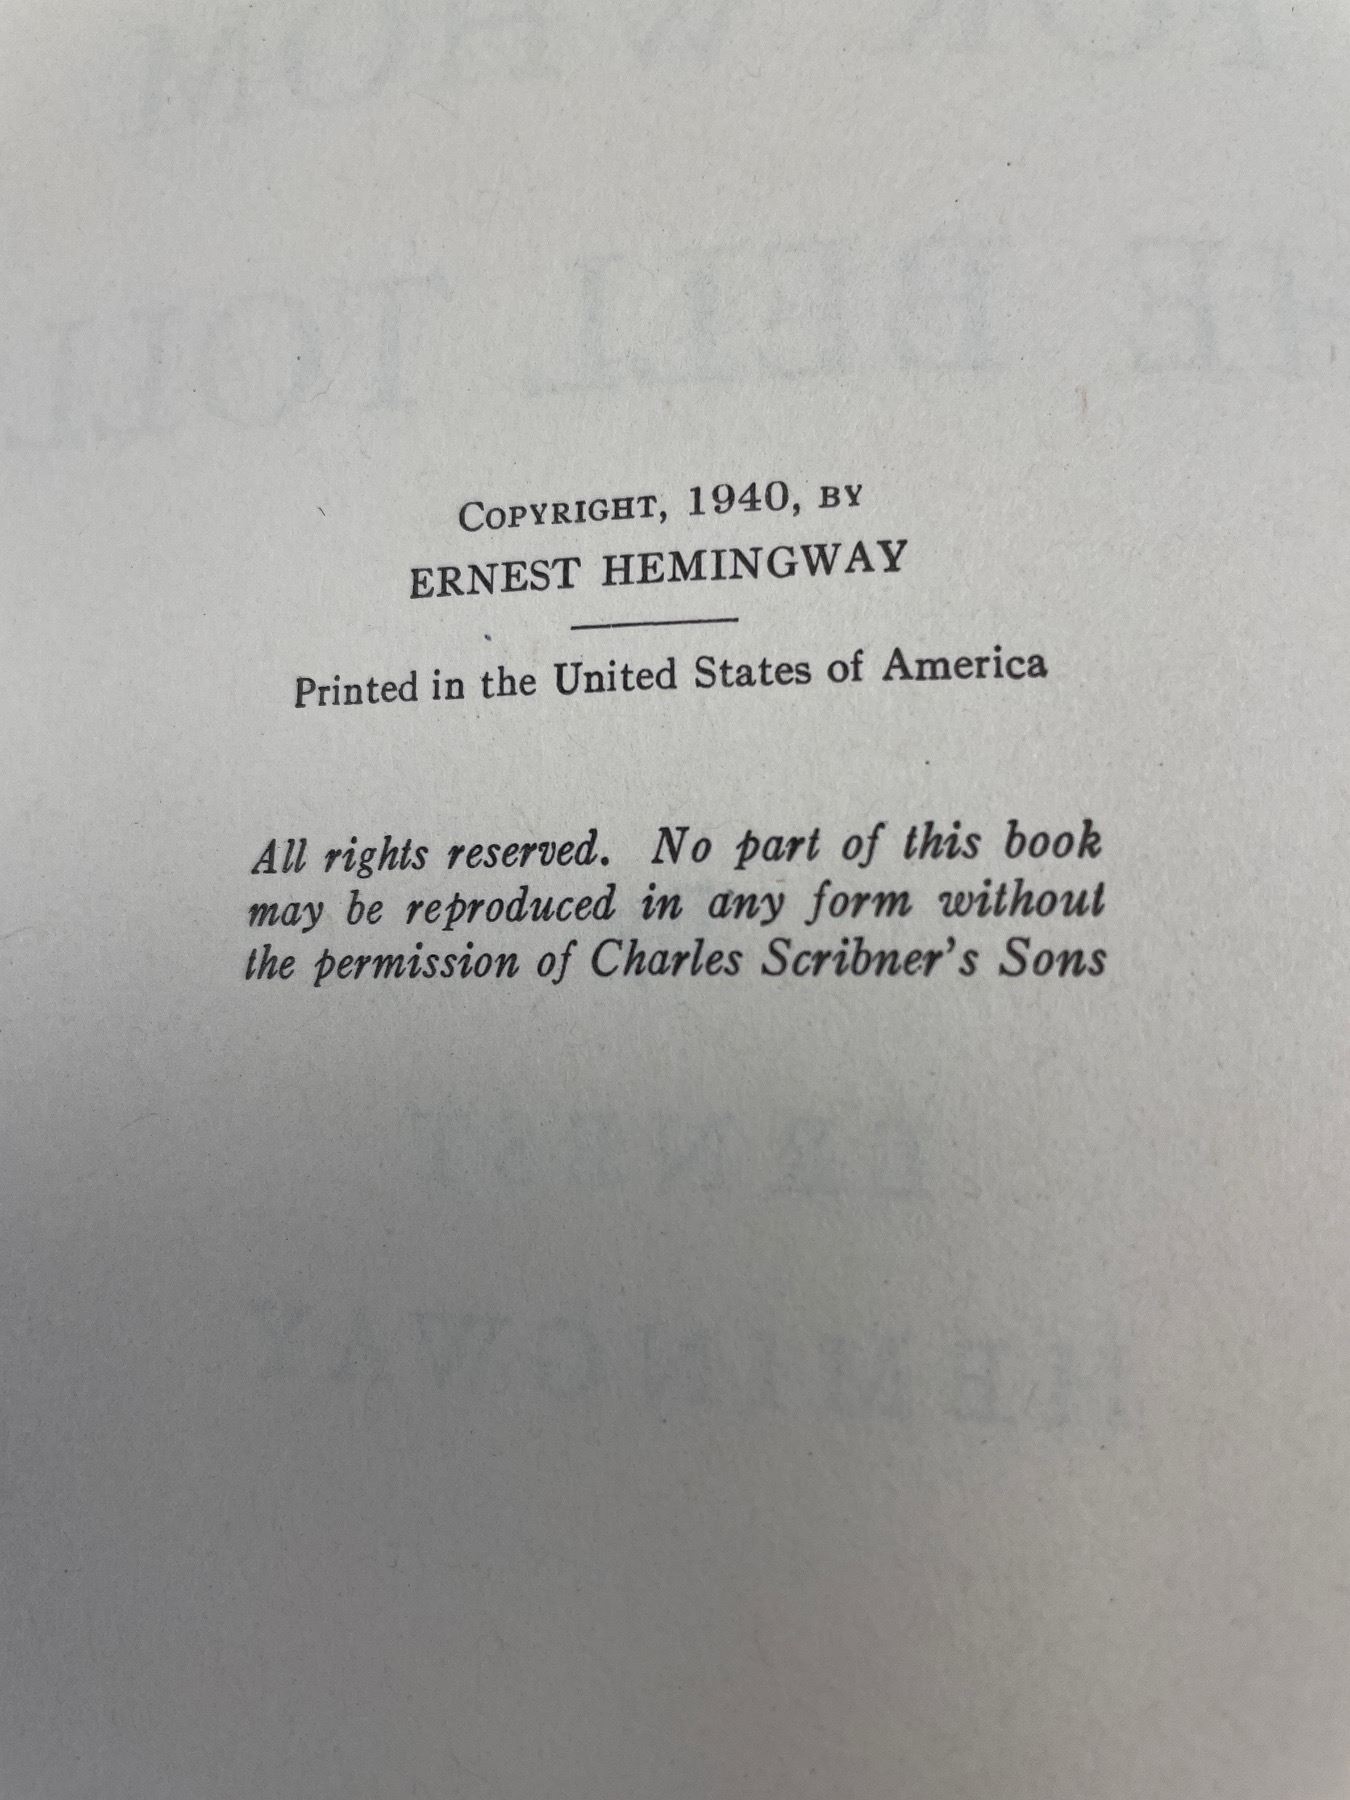 COPYRIGHT, 1940, BY
ERNEST HEMINGWAY
Printed in the United States of America
All rights reserved. No part of this book
may be reproduced in any form without
the permission of Charles Scribner's Sons